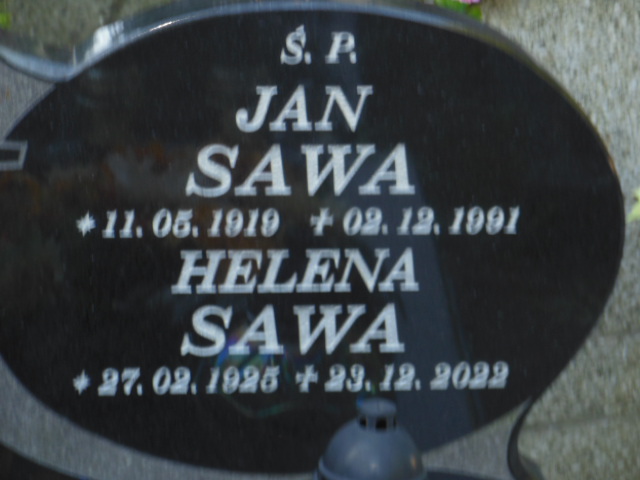 Ś. P.
JAN
SAWA
* 11. 05. 1919 ✝ 02. 12. 1991
HELENA
SAWA
* 27. 02. 1925 ✝ 23. 12. 2022